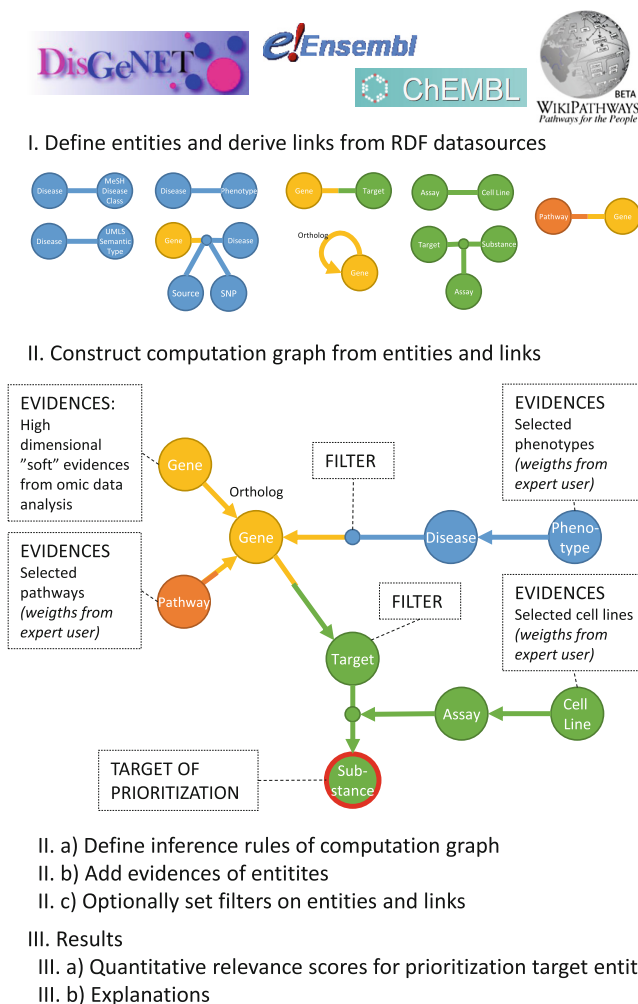 DisGeNET
e!Ensembl
ChEMBL
BETA
WIKIPATHWAYS
Pathways for the People
I. Define entities and derive links from RDF datasources
Disease
MeSH
Disease
Class
Disease
Phenotype
Gene
Target
Assay
Cell Line
Pathway
Gene
Disease
UMLS
Semantic
Type
Gene
Disease
Source
SNP
Ortholog
Gene
Target
Substance
Assay
II. Construct computation graph from entities and links
EVIDENCES:
High
dimensional
”soft” evidences
from omic data
analysis
EVIDENCES
Selected
phenotypes
(weigths from
expert user)
Gene
FILTER
Ortholog
Gene
Disease
Pheno-
type
EVIDENCES
Selected
pathways
(weigths from
expert user)
Pathway
FILTER
EVIDENCES
Selected cell lines
(weigths from
expert user)
Target
Assay
Cell
Line
TARGET OF
PRIORITIZATION
Sub-
stance
II. a) Define inference rules of computation graph
II. b) Add evidences of entitites
II. c) Optionally set filters on entities and links
III. Results
III. a) Quantitative relevance scores for prioritization target entit
III. b) Explanations